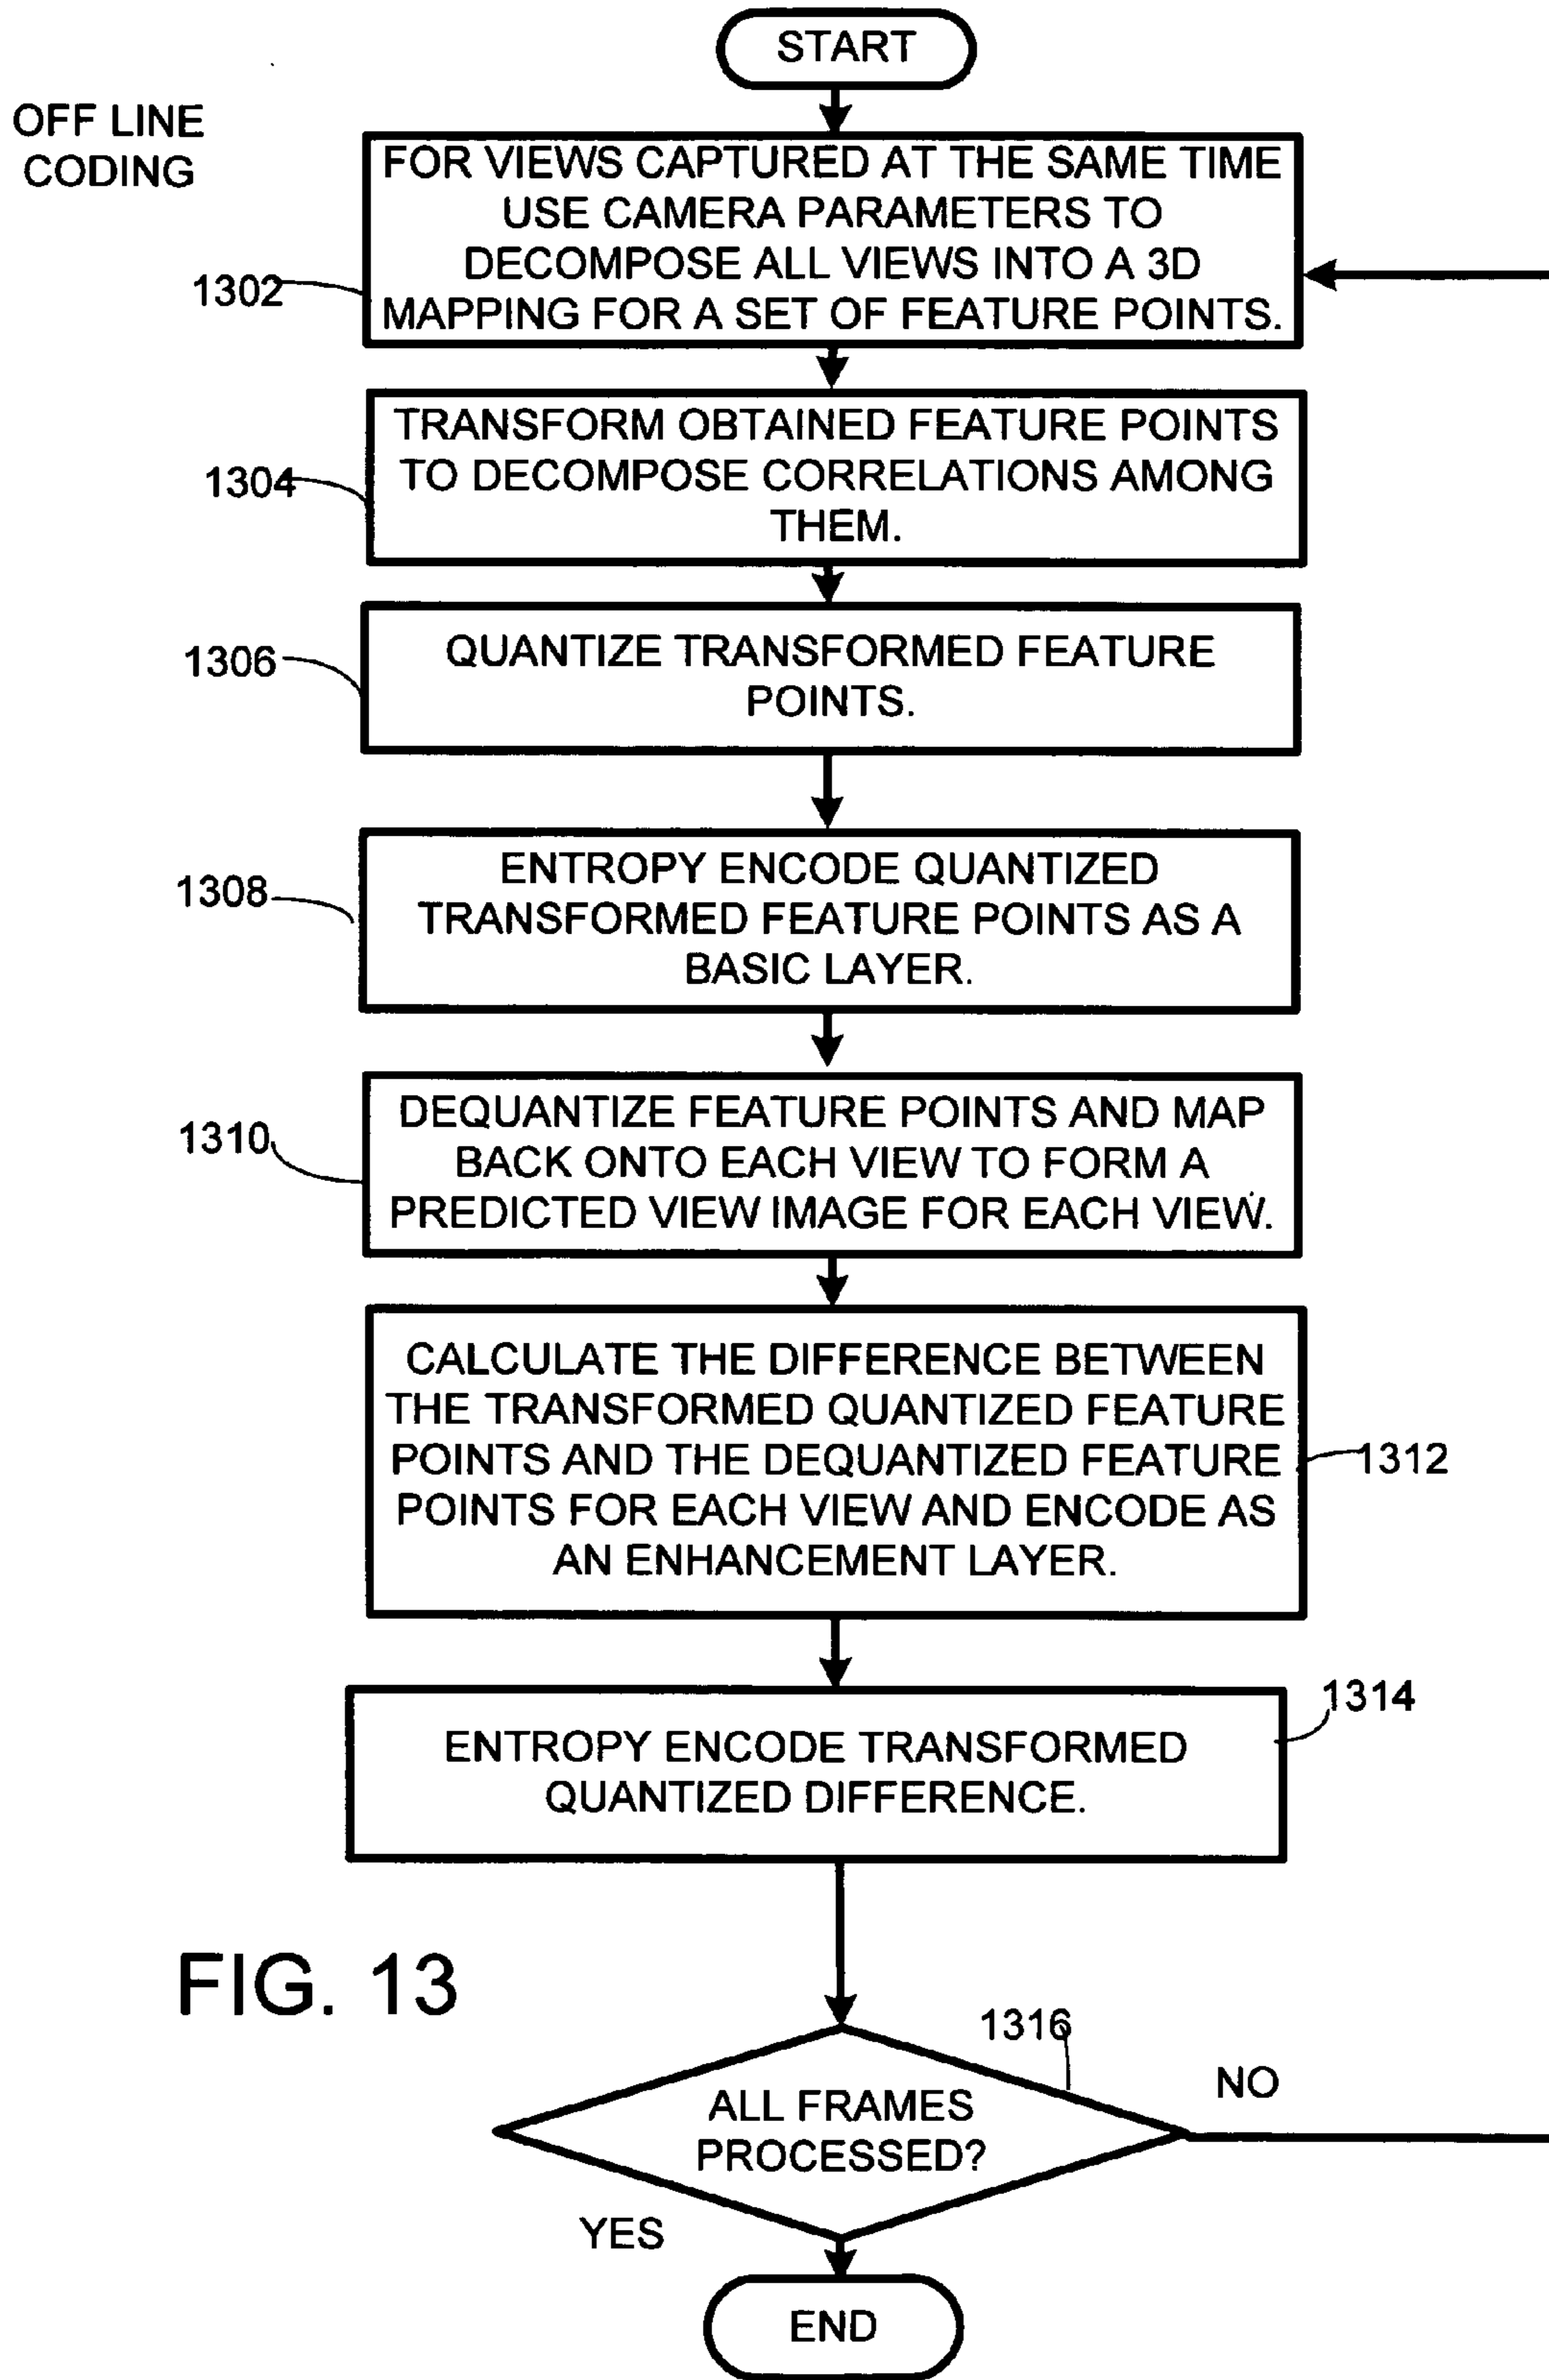 START
OFF LINE
CODING
FOR VIEWS CAPTURED AT THE SAME TIME
USE CAMERA PARAMETERS TO
DECOMPOSE ALL VIEWS INTO A 3D
MAPPING FOR A SET OF FEATURE POINTS.
1302
TRANSFORM OBTAINED FEATURE POINTS
TO DECOMPOSE CORRELATIONS AMONG
THEM.
1304
QUANTIZE TRANSFORMED FEATURE
POINTS.
1306
ENTROPY ENCODE QUANTIZED
TRANSFORMED FEATURE POINTS AS A
BASIC LAYER.
1308
DEQUANTIZE FEATURE POINTS AND MAP
BACK ONTO EACH VIEW TO FORM A
PREDICTED VIEW IMAGE FOR EACH VIEW.
1310
CALCULATE THE DIFFERENCE BETWEEN
THE TRANSFORMED QUANTIZED FEATURE
POINTS AND THE DEQUANTIZED FEATURE
POINTS FOR EACH VIEW AND ENCODE AS
AN ENHANCEMENT LAYER.
1312
1314
ENTROPY ENCODE TRANSFORMED
QUANTIZED DIFFERENCE.
FIG. 13
1316
ALL FRAMES
PROCESSED?
NO
YES
END